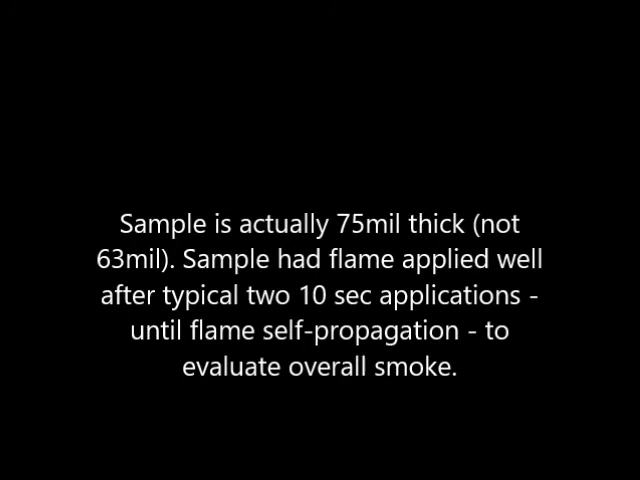 Sample is actually 75mil thick (not
63mil). Sample had flame applied well
after typical two 10 sec applications -
until flame self-propagation - to
evaluate overall smoke.